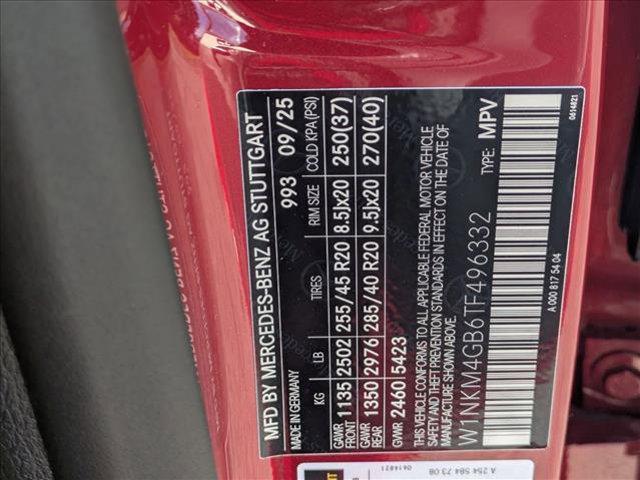 MFD BY MERCEDES-BENZ AG STUTTGART
MADE IN GERMANY 993 09/25
KG LB TIRES RIM SIZE COLD KPA(PSI)
GAWR FRONT 1135 2502 255/45 R20 8.5Jx20 250(37)
GAWR REAR 1350 2976 285/40 R20 9.5Jx20 270(40)
GVWR 2460 5423
THIS VEHICLE CONFORMS TO ALL APPLICABLE FEDERAL MOTOR VEHICLE
SAFETY AND THEFT PREVENTION STANDARDS IN EFFECT ON THE DATE OF
MANUFACTURE SHOWN ABOVE.
W1NKM4GB6TF496332 TYPE: MPV
A 000 817 54 04
0614821
A 254 584 73 08
0614821